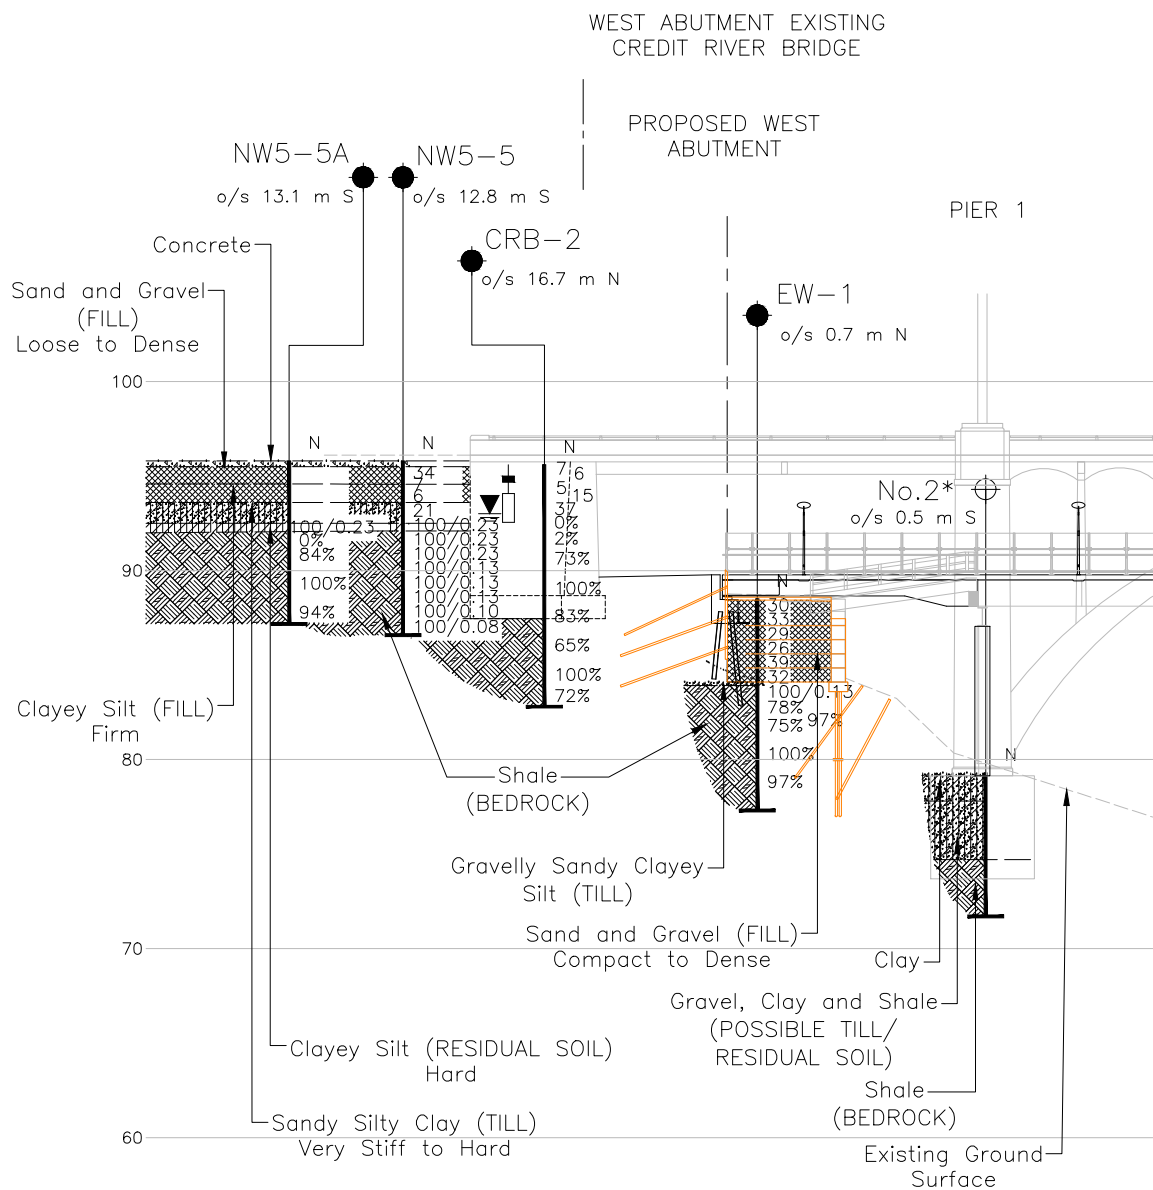 WEST ABUTMENT EXISTING
CREDIT RIVER BRIDGE
PROPOSED WEST
ABUTMENT
NW5-5A
o/s 13.1 m S
NW5-5
o/s 12.8 m S
PIER 1
Concrete
CRB-2
o/s 16.7 m N
Sand and Gravel
(FILL)
Loose to Dense
EW-1
o/s 0.7 m N
100
N
N
N
34
7
6
21
100/0.23
100/0.23
100/0.23
100/0.13
100/0.13
100/0.13
100/0.10
100/0.08
7
6
5
15
37
0%
2%
73%
100%
83%
65%
100%
72%
100/0.23
0%
84%
100%
94%
No.2*
o/s 0.5 m S
90
N
30
33
29
26
39
32
100/0.13
78%
97%
75%
100%
97%
Clayey Silt (FILL)
Firm
80
N
Shale
(BEDROCK)
Gravelly Sandy Clayey
Silt (TILL)
Sand and Gravel (FILL)
Compact to Dense
70
Clay
Gravel, Clay and Shale
(POSSIBLE TILL/
RESIDUAL SOIL)
Clayey Silt (RESIDUAL SOIL)
Hard
Shale
(BEDROCK)
Sandy Silty Clay (TILL)
Very Stiff to Hard
60
Existing Ground
Surface